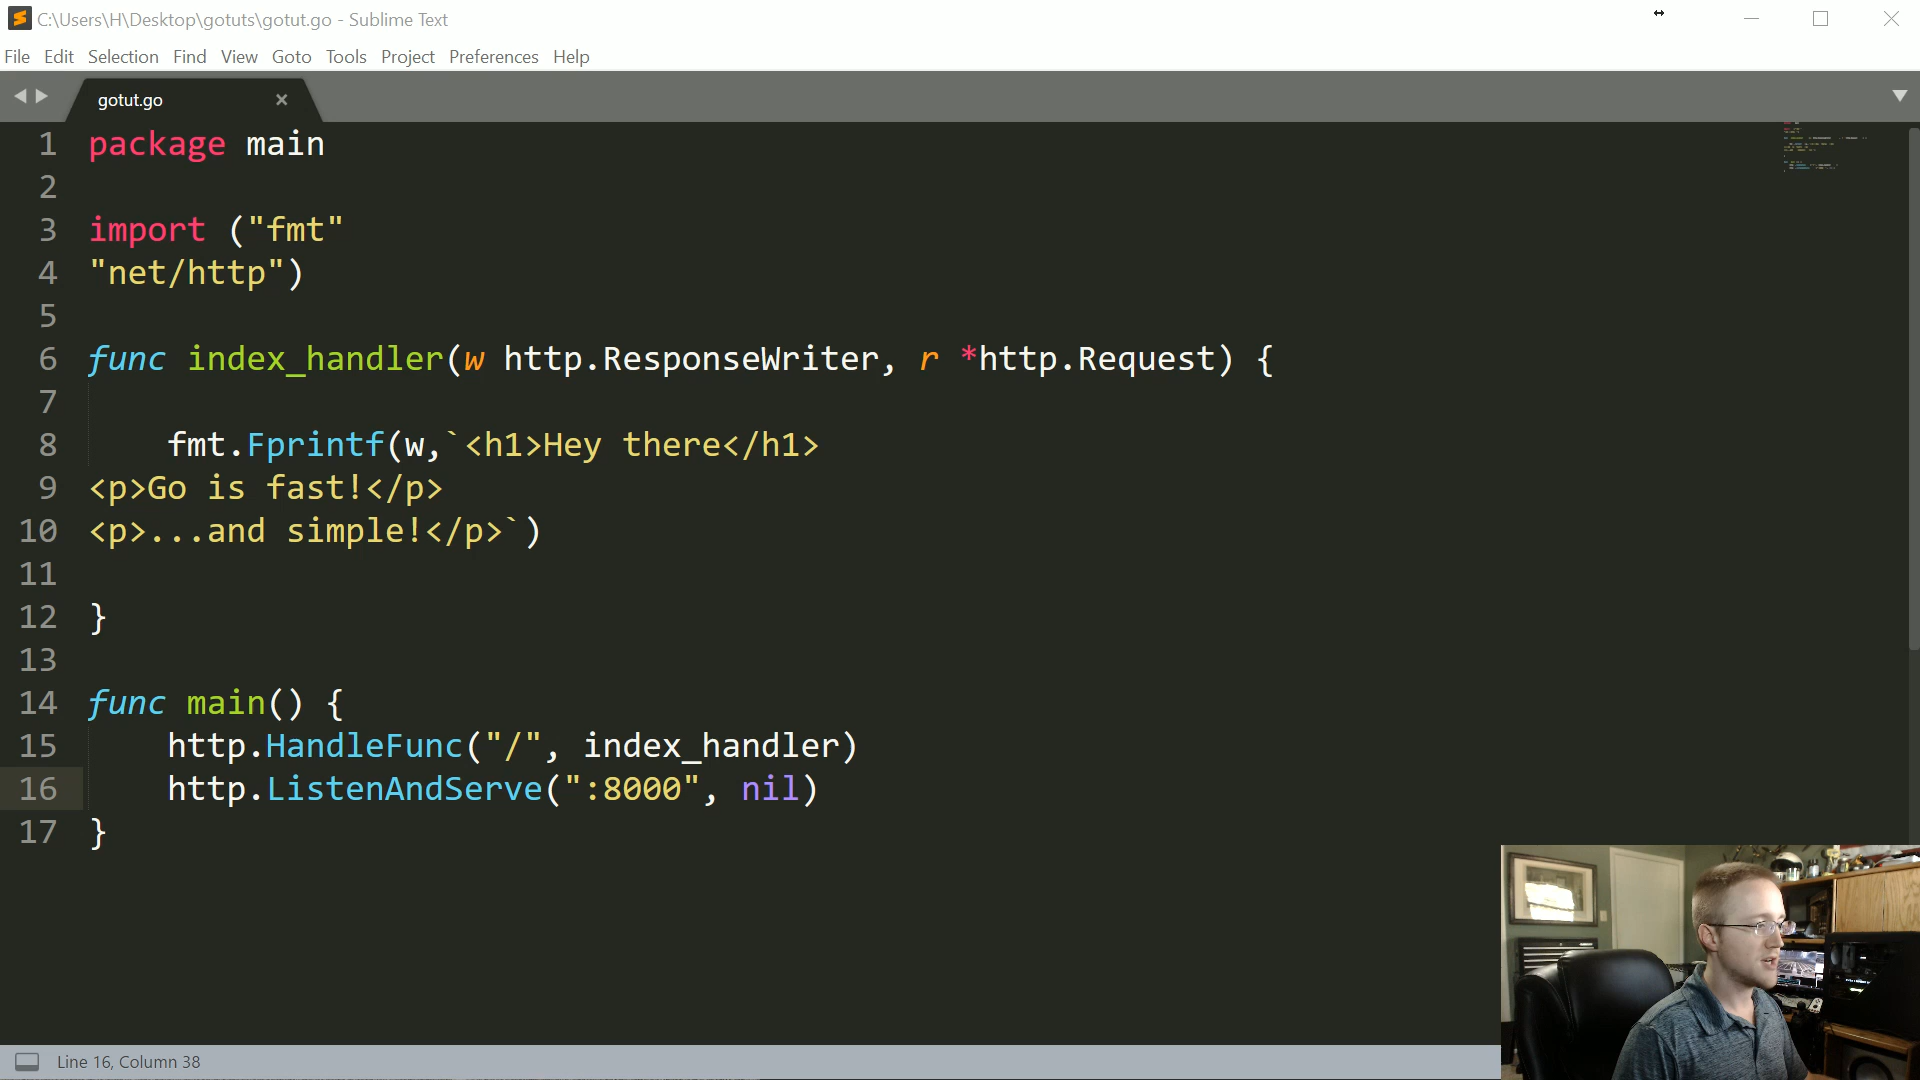 C:\Users\H\Desktop\gotuts\gotut.go - Sublime Text
File Edit Selection Find View Goto Tools Project Preferences Help
gotut.go
1 package main
2
3 import ("fmt"
4 "net/http")
5
6 func index_handler(w http.ResponseWriter, r *http.Request) {
7
8 fmt.Fprintf(w,`<h1>Hey there</h1>
9 <p>Go is fast!</p>
10 <p>...and simple!</p>`)
11
12 }
13
14 func main() {
15 http.HandleFunc("/", index_handler)
16 http.ListenAndServe(":8000", nil)
17 }
Line 16, Column 38